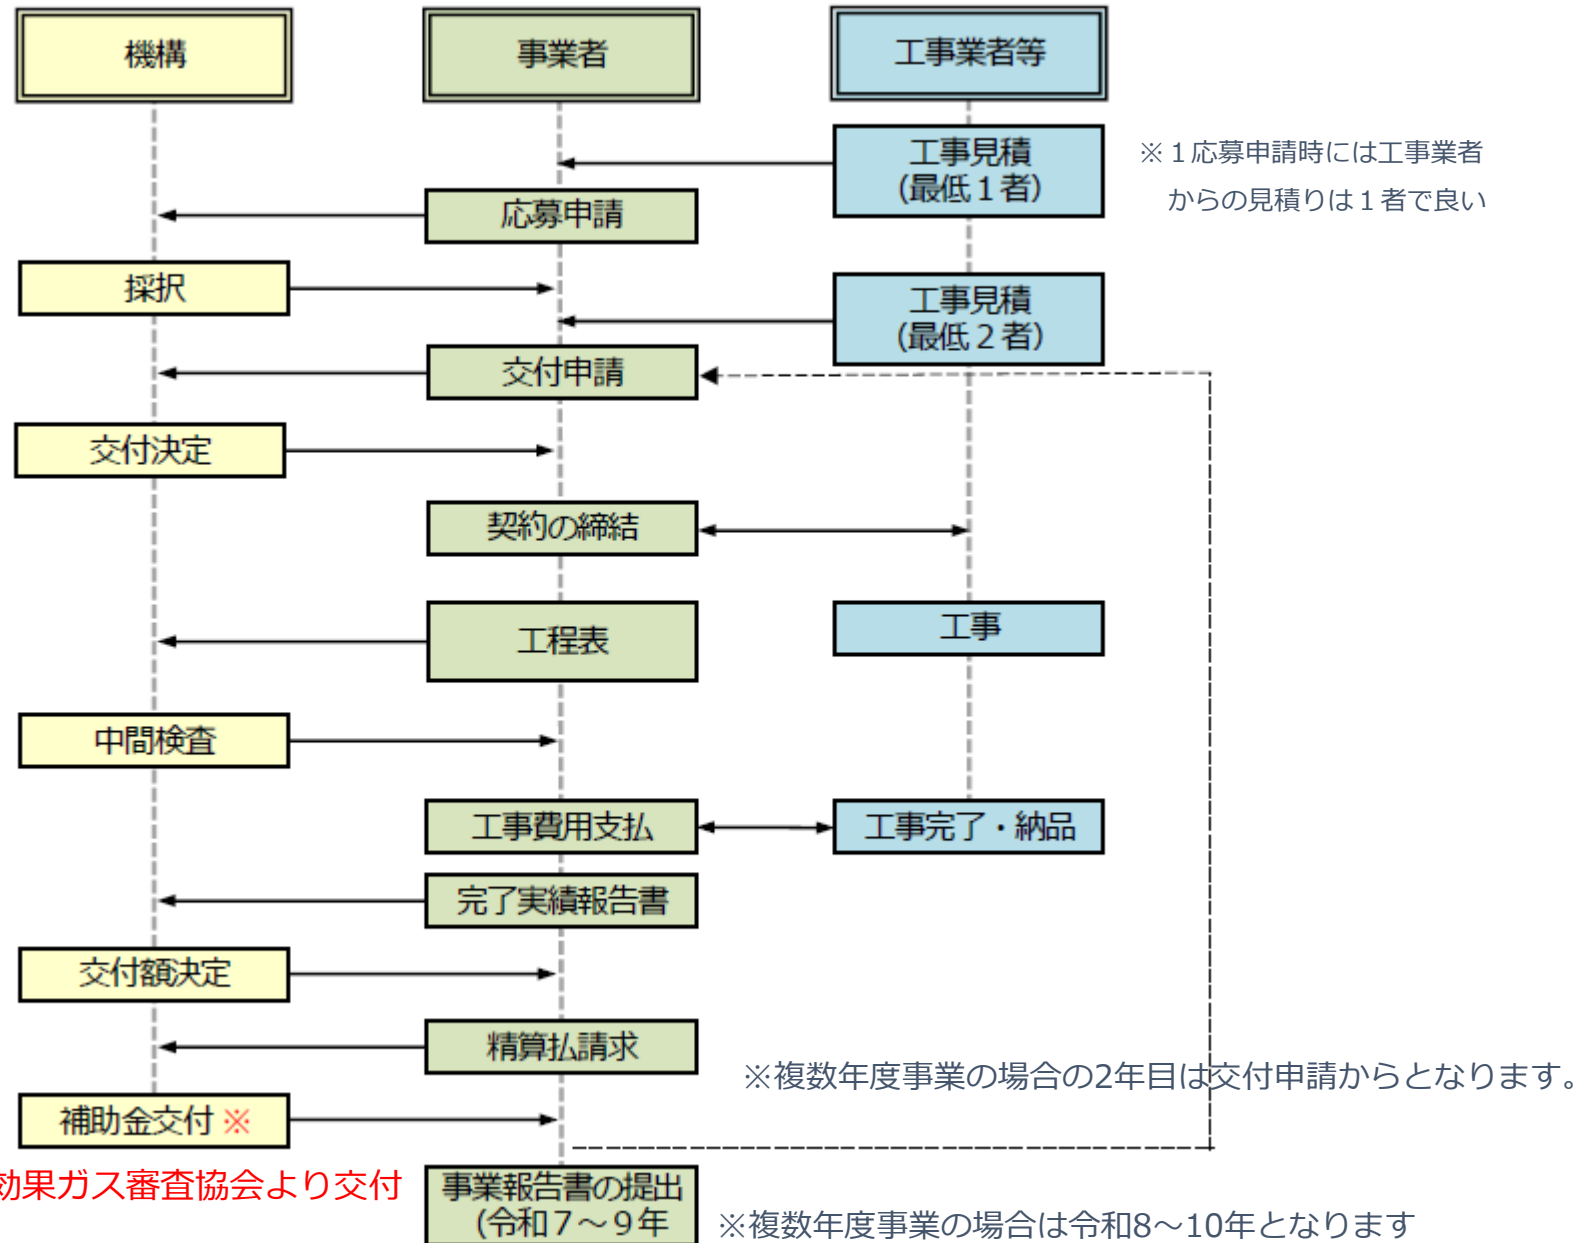 機構
事業者
工事業者等
工事見積
(最低１者)
※１応募申請時には工事業者
からの見積りは１者で良い
応募申請
採択
工事見積
(最低２者)
交付申請
交付決定
契約の締結
工程表
工事
中間検査
工事費用支払
工事完了・納品
完了実績報告書
交付額決定
精算払請求
※複数年度事業の場合の2年目は交付申請からとなります。
補助金交付※
効果ガス審査協会より交付
事業報告書の提出
(令和７～９年
※複数年度事業の場合は令和8～10年となります